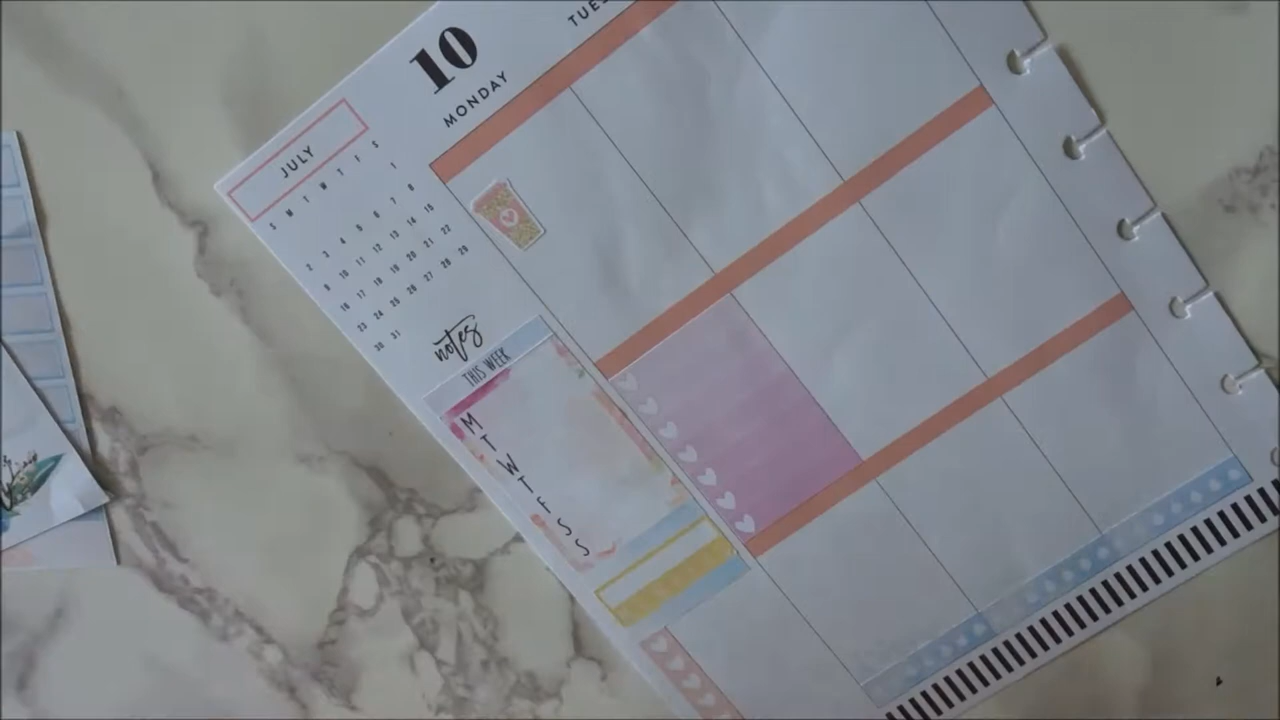 10
MONDAY
TUES
JULY
S M T W T F S
1
2 3 4 5 6 7 8
9 10 11 12 13 14 15
16 17 18 19 20 21 22
23 24 25 26 27 28 29
30 31
notes
THIS WEEK
M
T
W
T
F
S
S